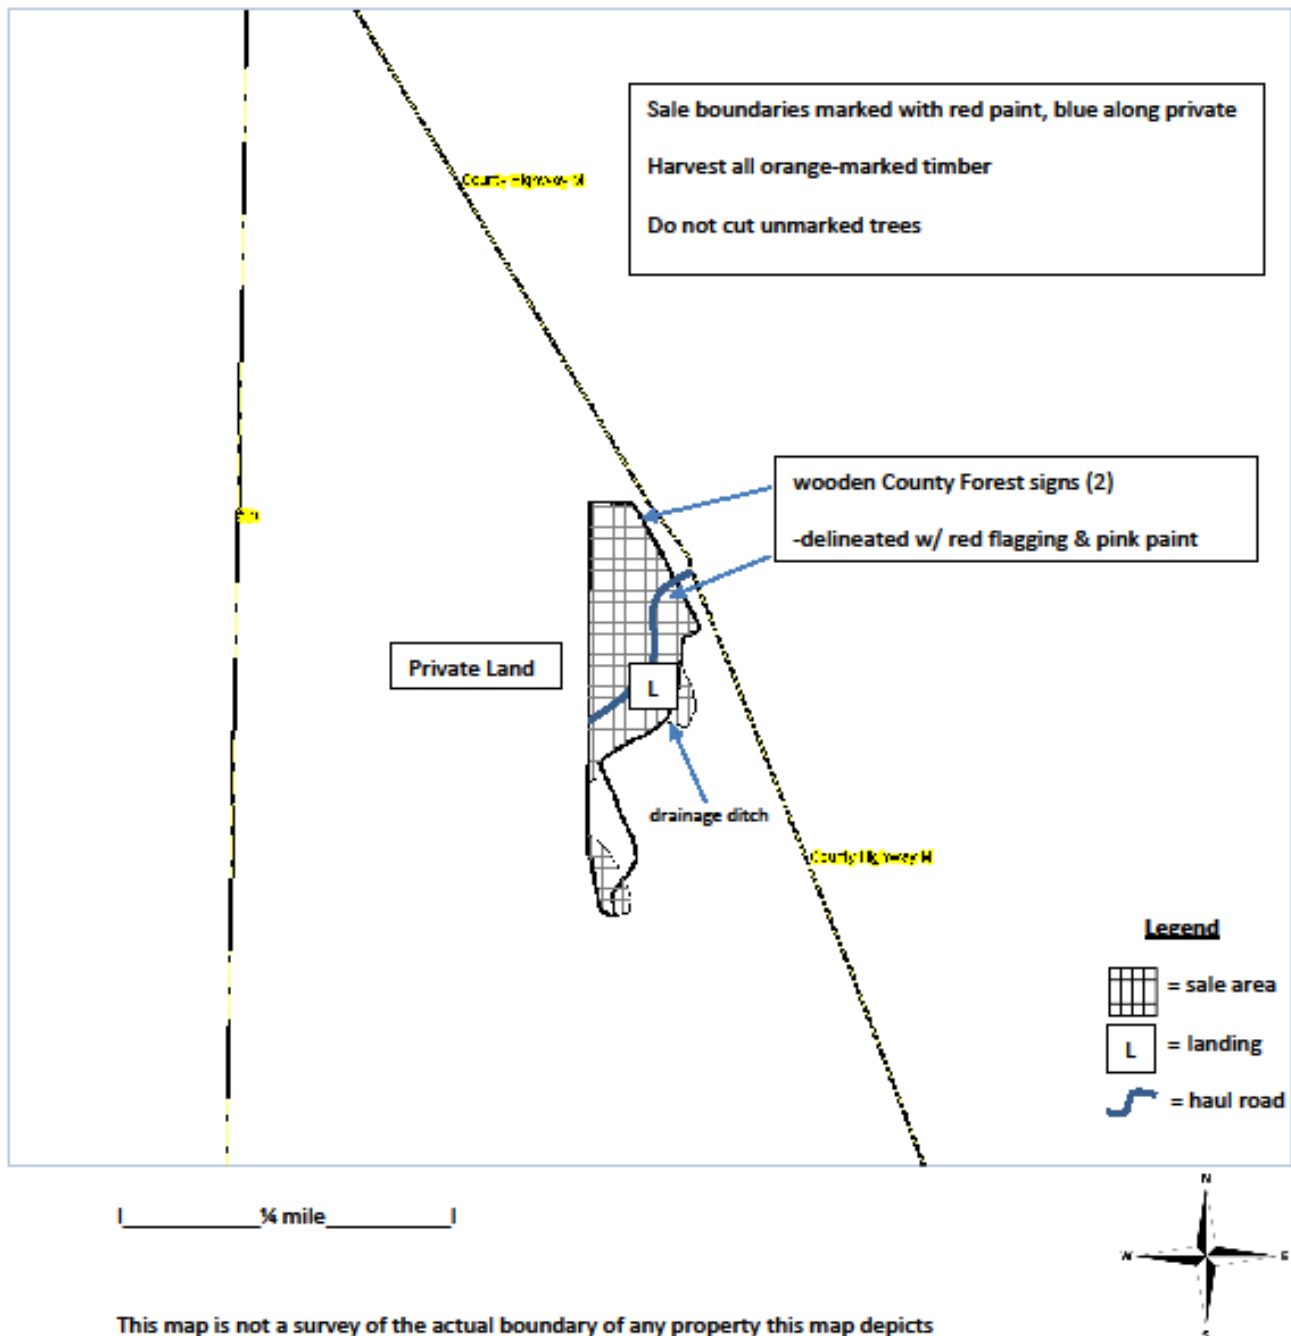 Sale boundaries marked with red paint, blue along private
Harvest all orange-marked timber
Do not cut unmarked trees
County Highway M
wooden County Forest signs (2)
-delineated w/ red flagging & pink paint
Private Land
L
drainage ditch
County Highway M
Legend
= sale area
L = landing
= haul road
N
W E
S
¼ mile
This map is not a survey of the actual boundary of any property this map depicts